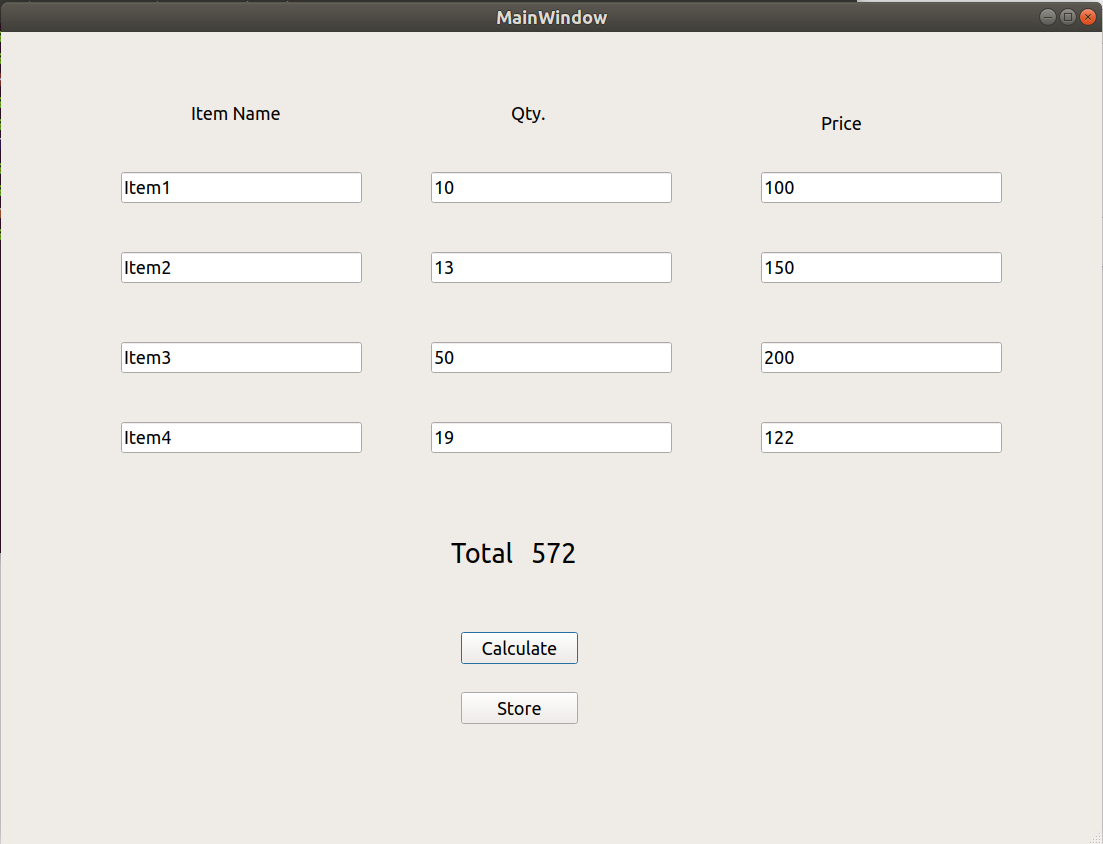 MainWindow
Item Name Qty. Price
Item1 10 100
Item2 13 150
Item3 50 200
Item4 19 122
Total 572
Calculate
Store